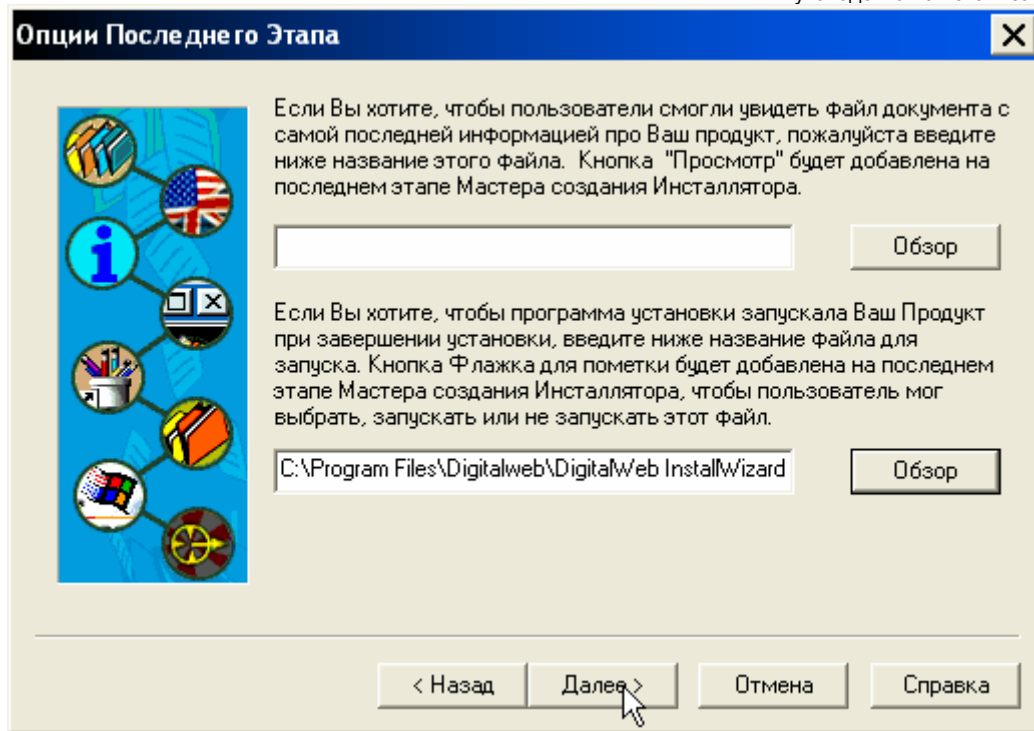 Опции Последнего Этапа
Если Вы хотите, чтобы пользователи смогли увидеть файл документа с
самой последней информацией про Ваш продукт, пожалуйста введите
ниже название этого файла. Кнопка "Просмотр" будет добавлена на
последнем этапе Мастера создания Инсталлятора.
Обзор
Если Вы хотите, чтобы программа установки запускала Ваш Продукт
при завершении установки, введите ниже название файла для
запуска. Кнопка Флажка для пометки будет добавлена на последнем
этапе Мастера создания Инсталлятора, чтобы пользователь мог
выбрать, запускать или не запускать этот файл.
C:\Program Files\Digitalweb\DigitalWeb InstallWizard
Обзор
< Назад
Далее >
Отмена
Справка